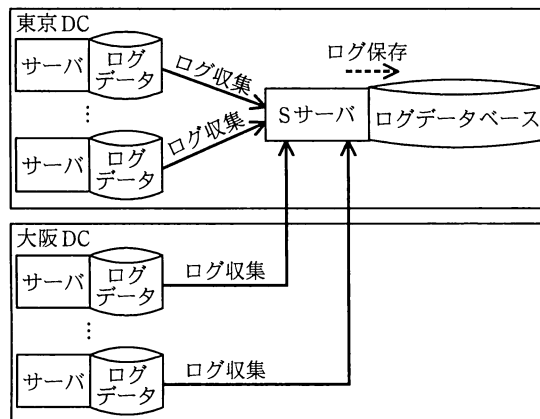 東京DC
サーバ
ログ
データ
ログ収集
ログ保存
⋮
Sサーバ
ログデータベース
サーバ
ログ
データ
ログ収集
大阪DC
サーバ
ログ
データ
ログ収集
⋮
サーバ
ログ
データ
ログ収集